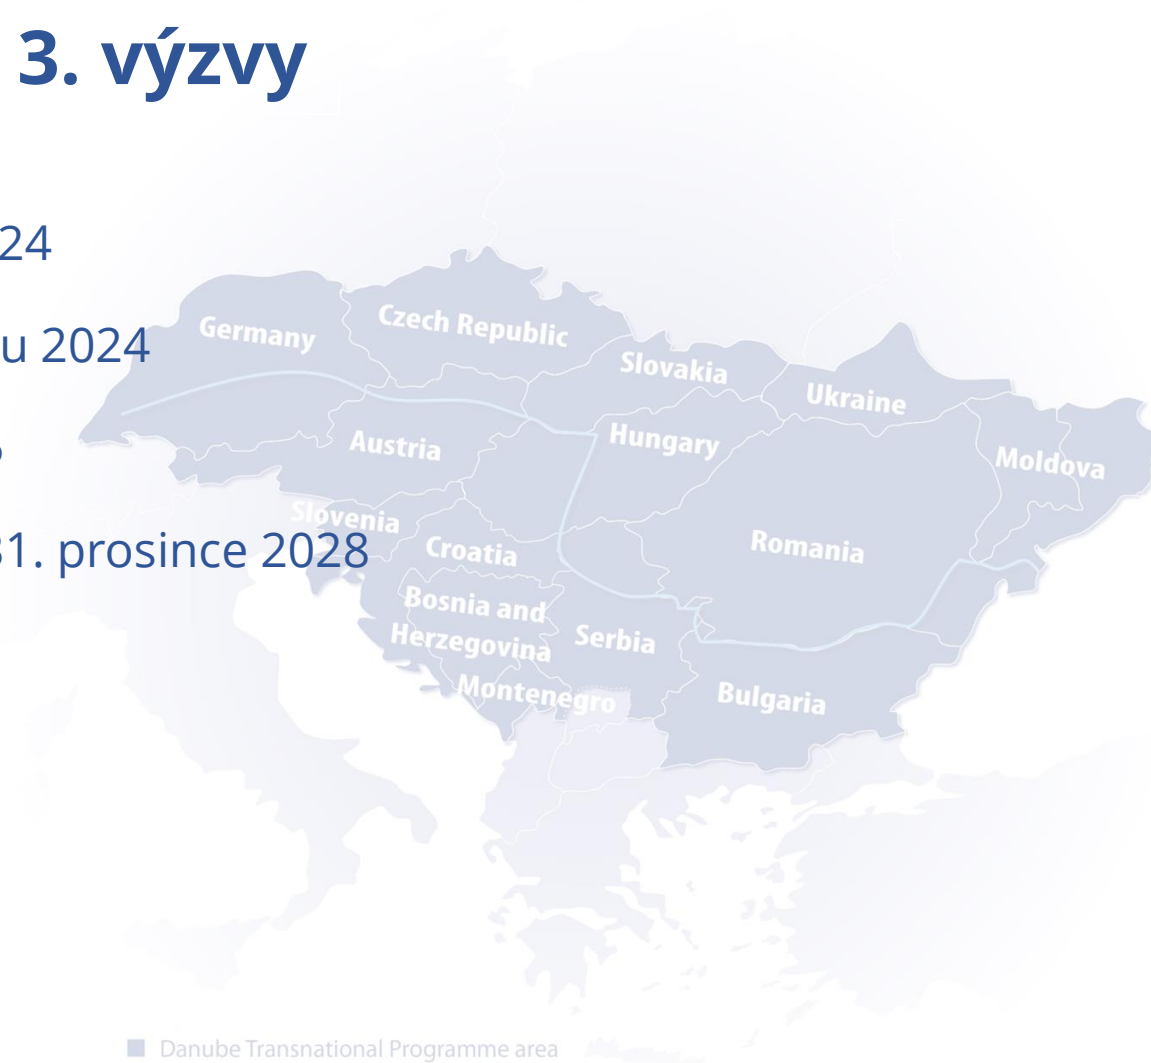 3. výzvy
24
u 2024
31. prosince 2028
Germany
Czech Republic
Slovakia
Ukraine
Austria
Hungary
Moldova
Slovenia
Croatia
Romania
Bosnia and
Herzegovina
Serbia
Montenegro
Bulgaria
Danube Transnational Programme area